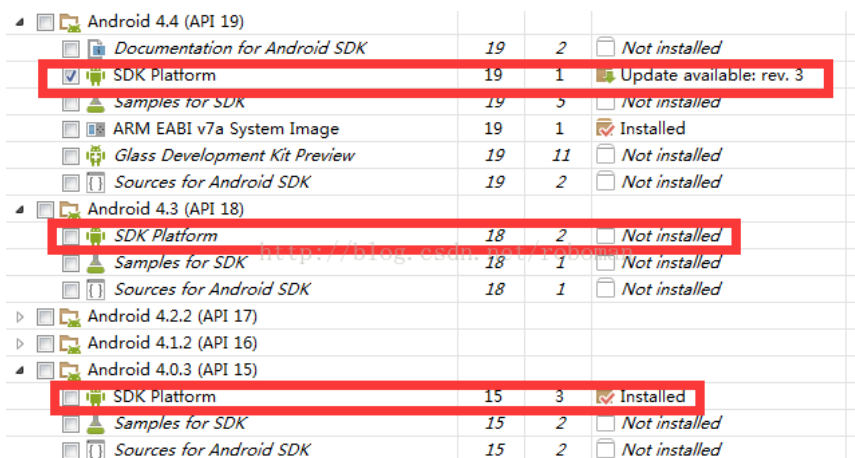 Android 4.4 (API 19)
Documentation for Android SDK 19 2 Not installed
SDK Platform 19 1 Update available: rev. 3
Samples for SDK 19 5 Not installed
ARM EABI v7a System Image 19 1 Installed
Glass Development Kit Preview 19 11 Not installed
Sources for Android SDK 19 2 Not installed
Android 4.3 (API 18)
SDK Platform 18 2 Not installed
http://blog.csdn.net/reboman
Samples for SDK 18 1 Not installed
Sources for Android SDK 18 1 Not installed
Android 4.2.2 (API 17)
Android 4.1.2 (API 16)
Android 4.0.3 (API 15)
SDK Platform 15 3 Installed
Samples for SDK 15 2 Not installed
Sources for Android SDK 15 2 Not installed